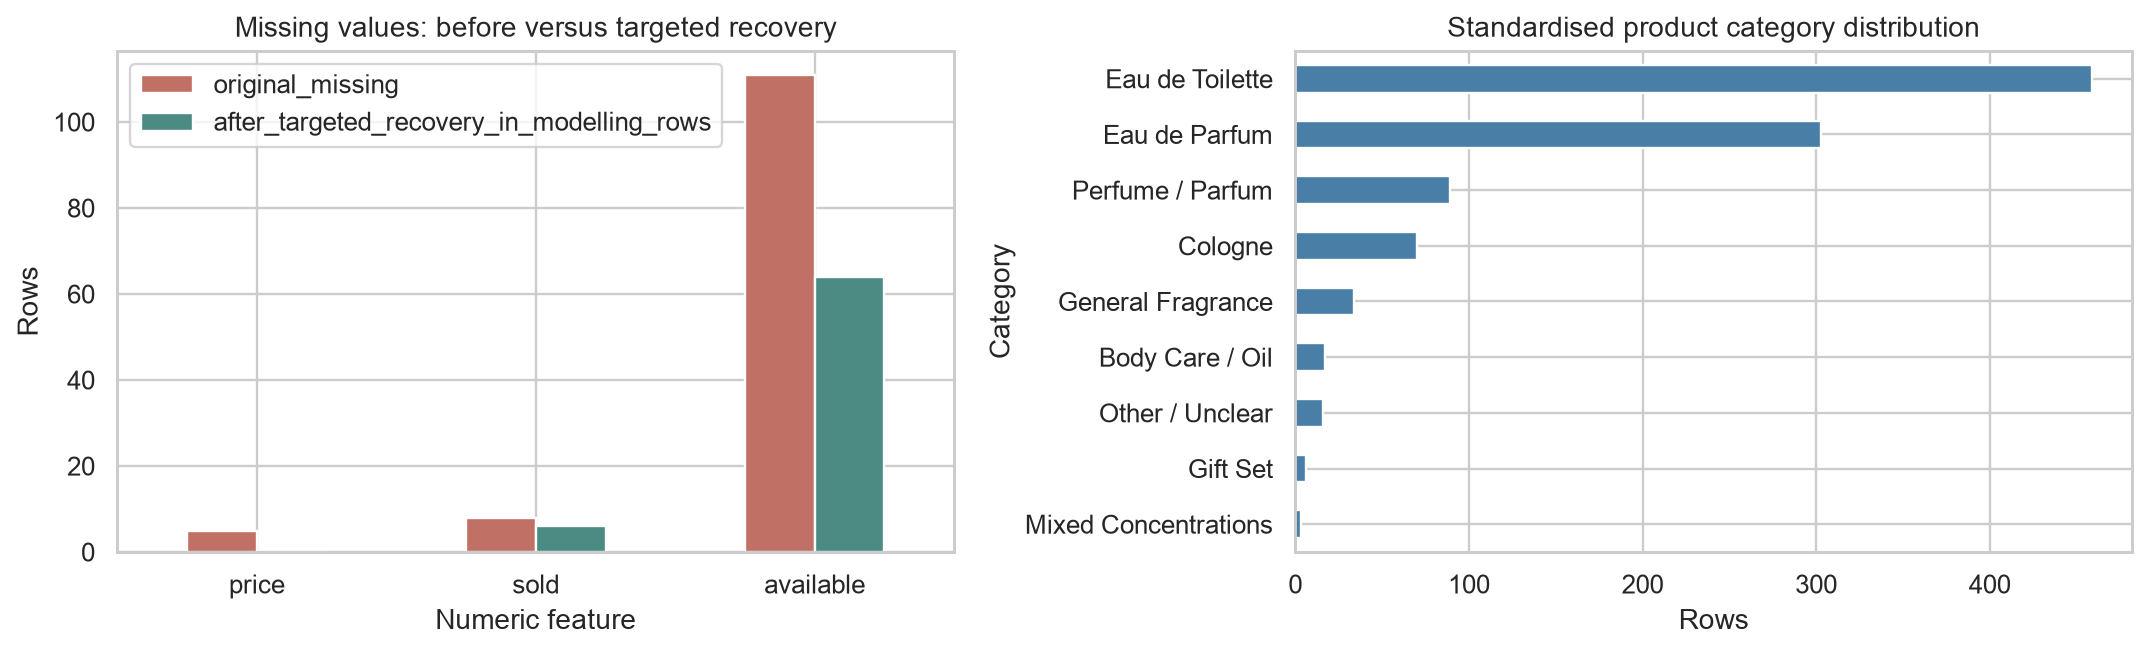 Missing values: before versus targeted recovery
original_missing
after_targeted_recovery_in_modelling_rows
Rows
100
80
60
40
20
0
price
sold
available
Numeric feature
Standardised product category distribution
Category
Eau de Toilette
Eau de Parfum
Perfume / Parfum
Cologne
General Fragrance
Body Care / Oil
Other / Unclear
Gift Set
Mixed Concentrations
0
100
200
300
400
Rows